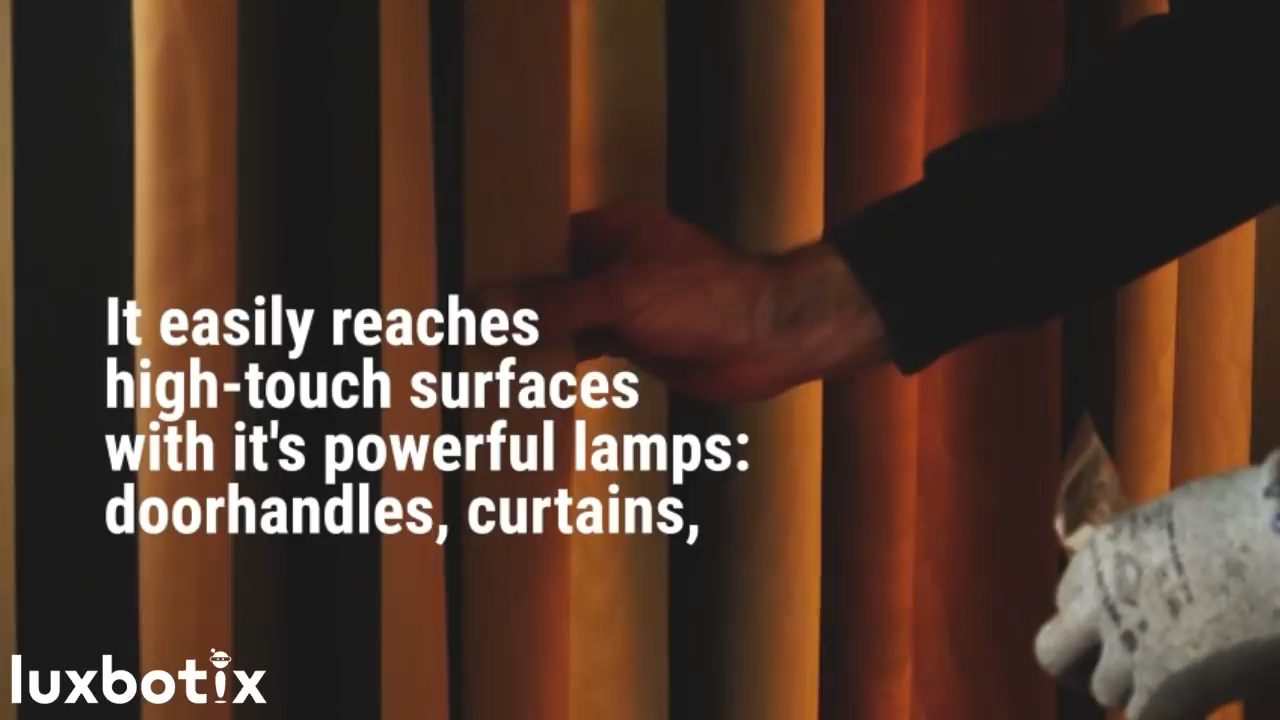 It easily reaches
high-touch surfaces
with it's powerful lamps:
doorhandles, curtains,
luxbotix